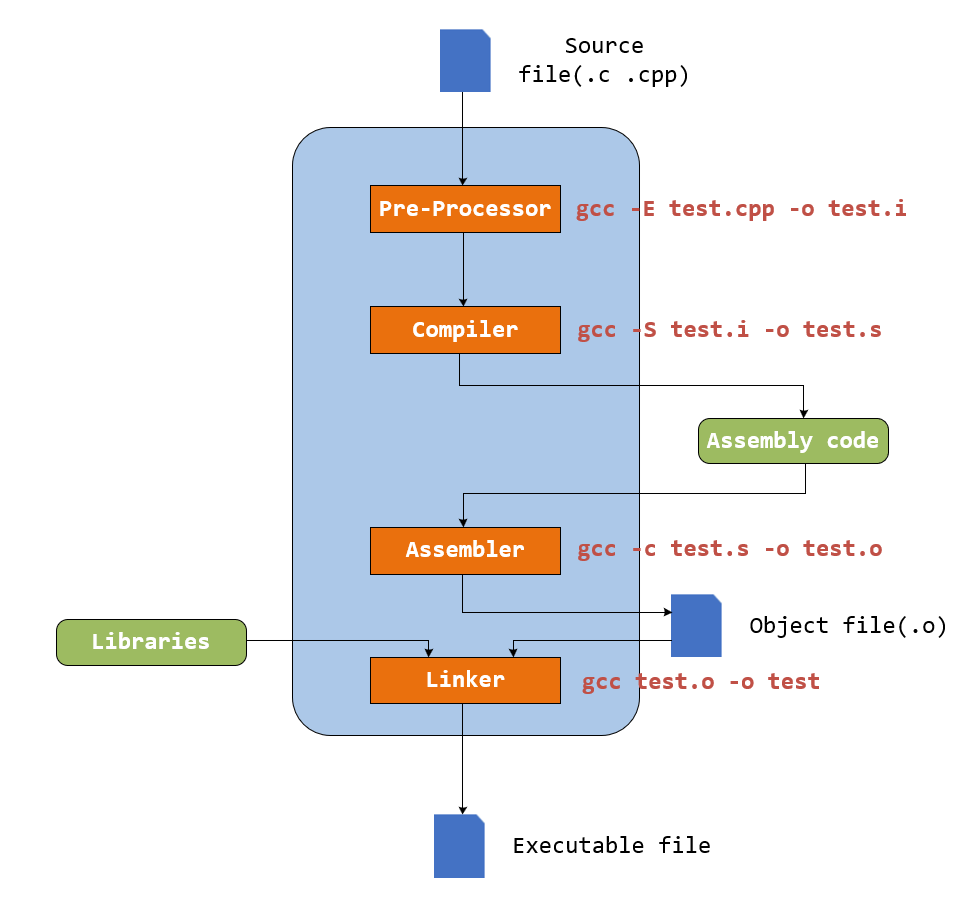 Source
file(.c .cpp)
Pre-Processor
gcc -E test.cpp -o test.i
Compiler
gcc -S test.i -o test.s
Assembly code
Assembler
gcc -c test.s -o test.o
Object file(.o)
Libraries
Linker
gcc test.o -o test
Executable file